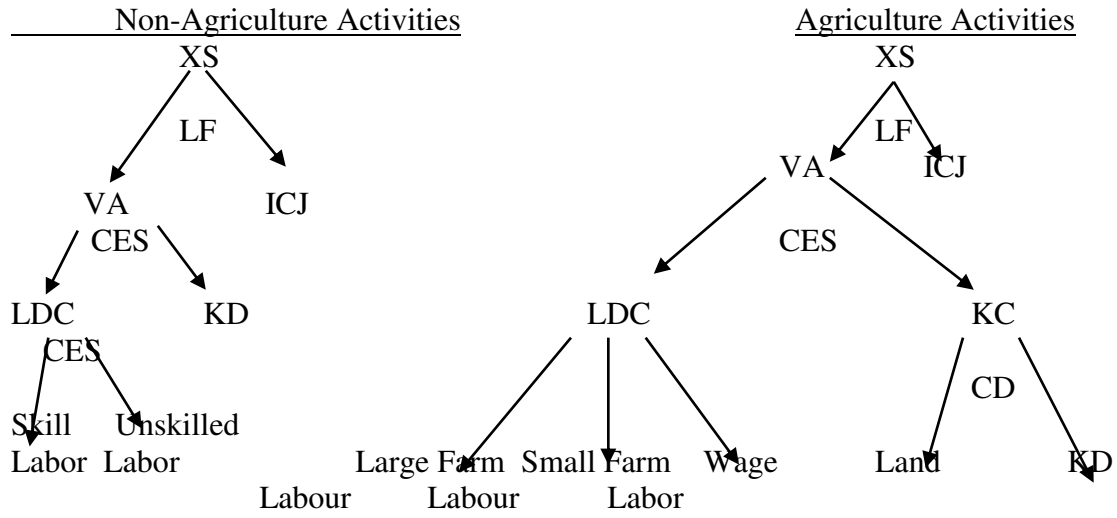 Non-Agriculture Activities Agriculture Activities
XS XS
LF LF
VA ICJ
VA ICJ
CES CES
LDC KD LDC KC
CES
CD
Skill Unskilled
Labor Labor Large Farm Small Farm Wage Land KD
Labour Labour Labor